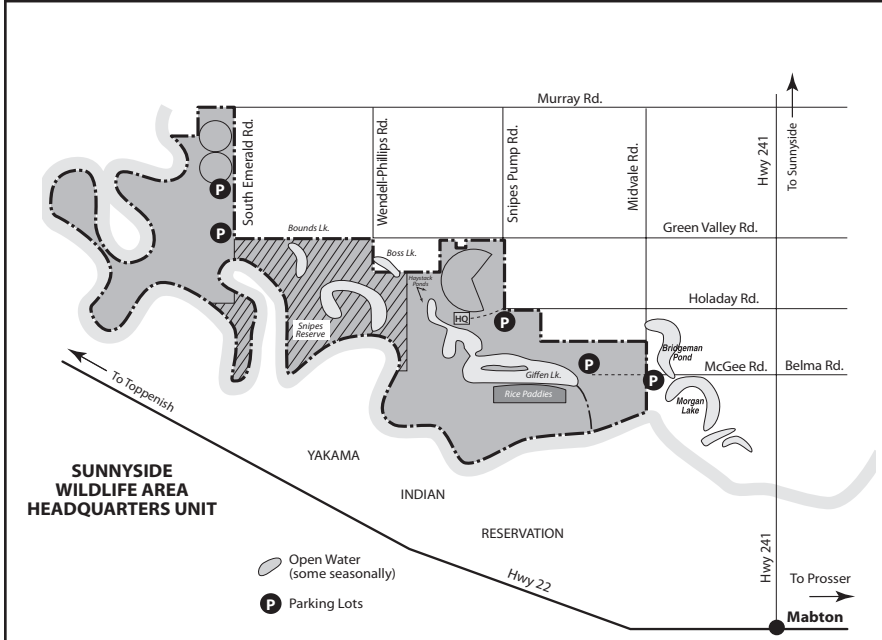 Murray Rd.
South Emerald Rd.
Wendell-Phillips Rd.
Snipes Pump Rd.
Midvale Rd.
Hwy 241
To Sunnyside
P
P
Bounds Lk.
Green Valley Rd.
Boss Lk.
Haystack
Ponds
Holaday Rd.
HQ
P
Snipes
Reserve
Bridgeman
Pond
P
McGee Rd.
Belma Rd.
Giffen Lk.
P
Rice Paddies
Morgan
Lake
To Toppenish
YAKAMA
INDIAN
RESERVATION
SUNNYSIDE
WILDLIFE AREA
HEADQUARTERS UNIT
Open Water
(some seasonally)
P Parking Lots
Hwy 22
Hwy 241
To Prosser
Mabton